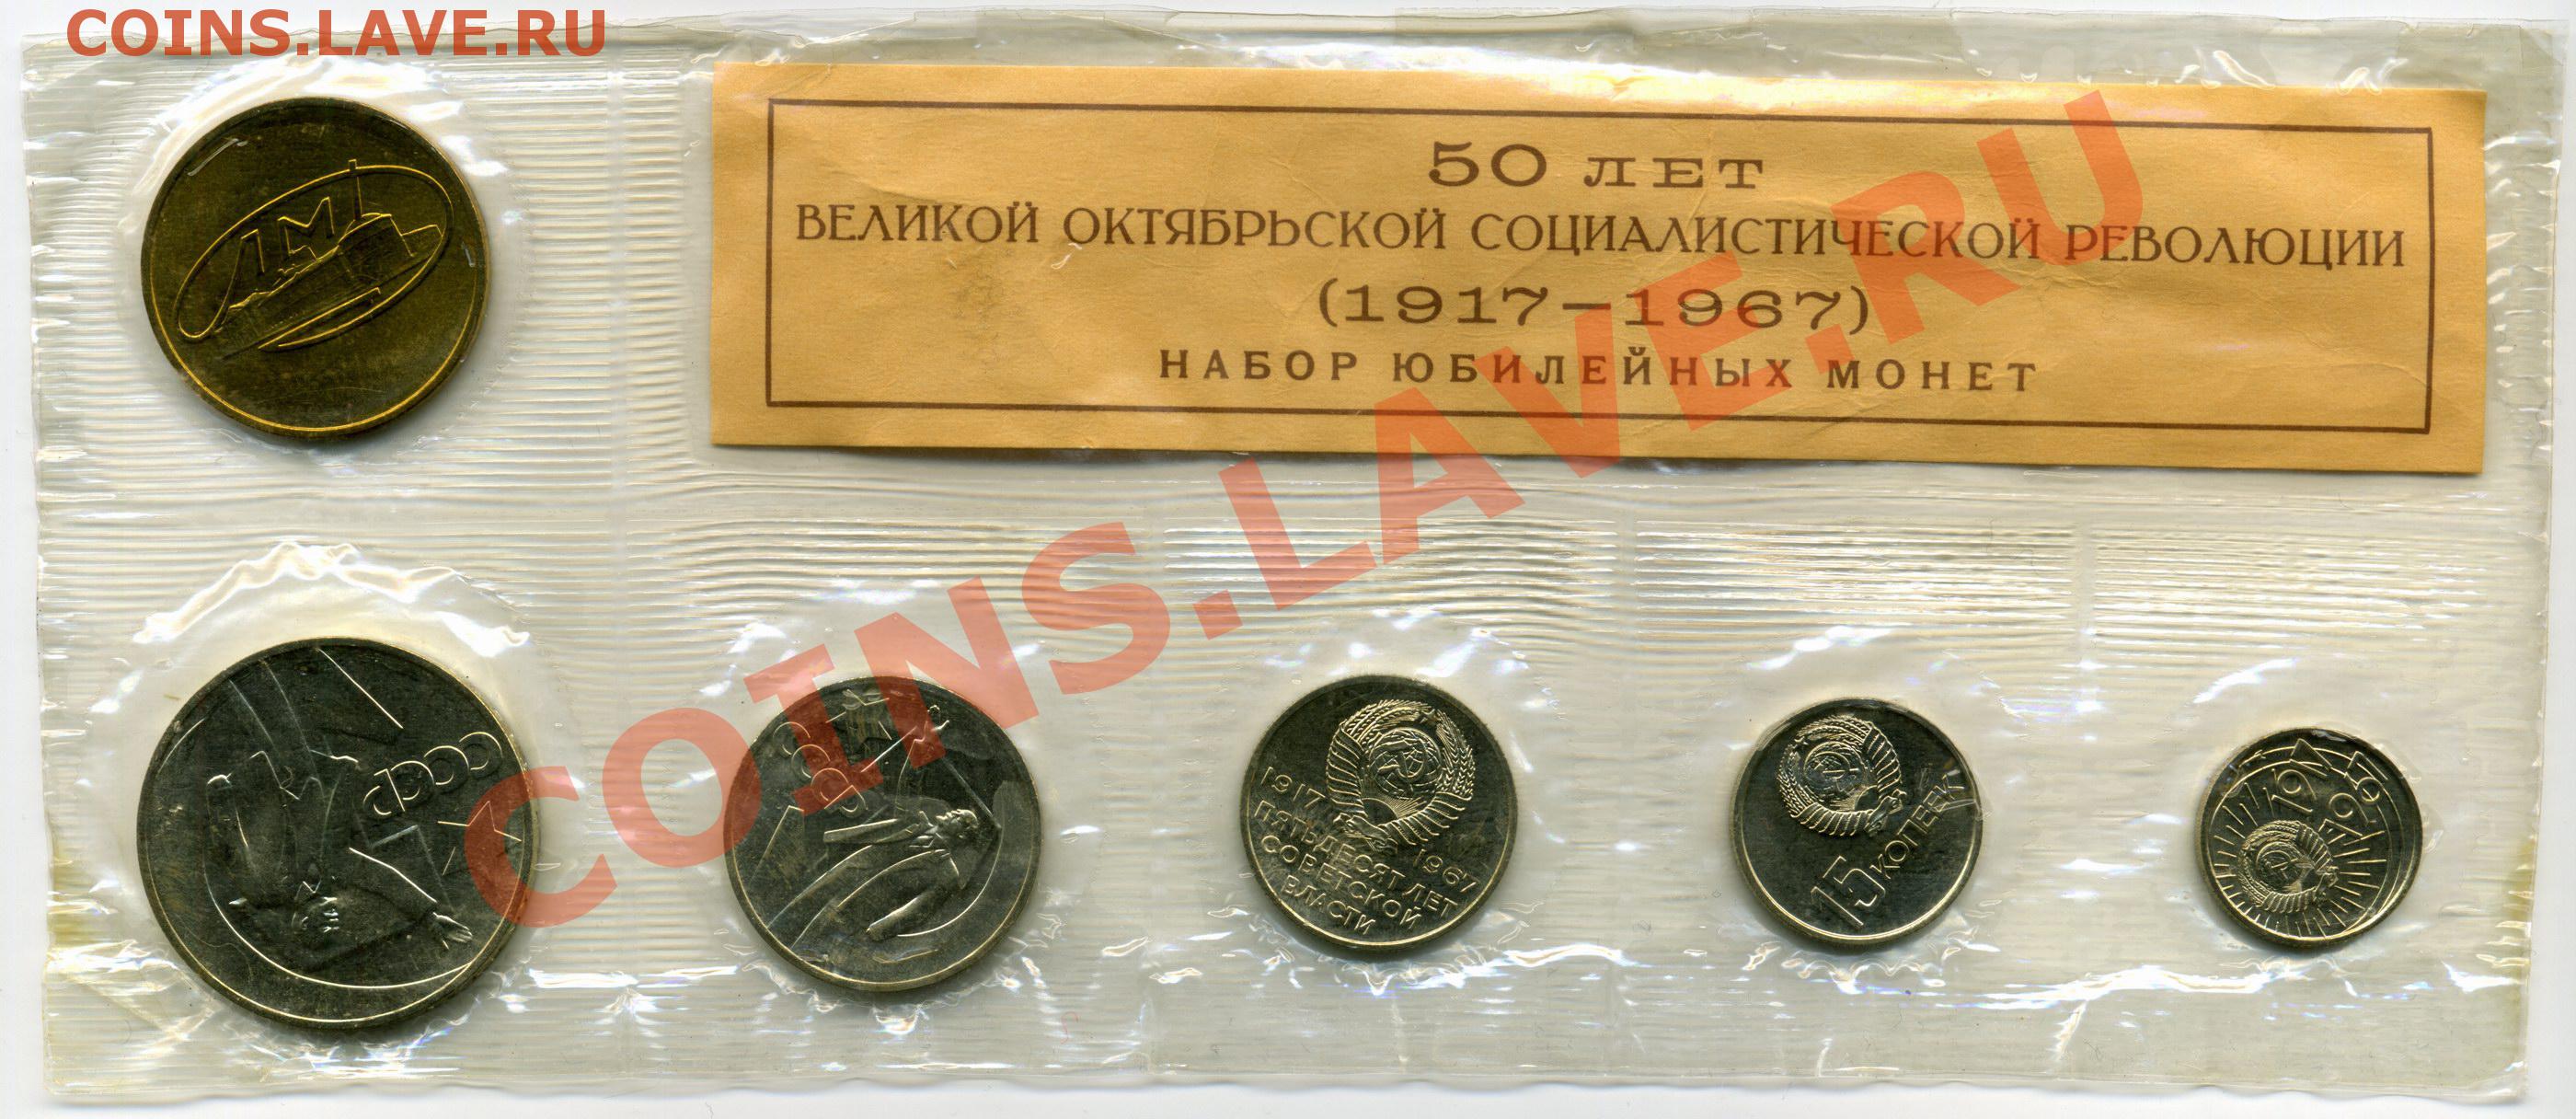 COINS.LAVE.RU
50 ЛЕТ
ВЕЛИКОЙ ОКТЯБРЬСКОЙ СОЦИАЛИСТИЧЕСКОЙ РЕВОЛЮЦИИ
(1917—1967)
НАБОР ЮБИЛЕЙНЫХ МОНЕТ
COINS.LAVE.RU
ЛМД
СССР
СССР
1917
1967
ПЯТЬДЕСЯТ ЛЕТ
СОВЕТСКОЙ
ВЛАСТИ
15 КОПЕЕК
1917
1967